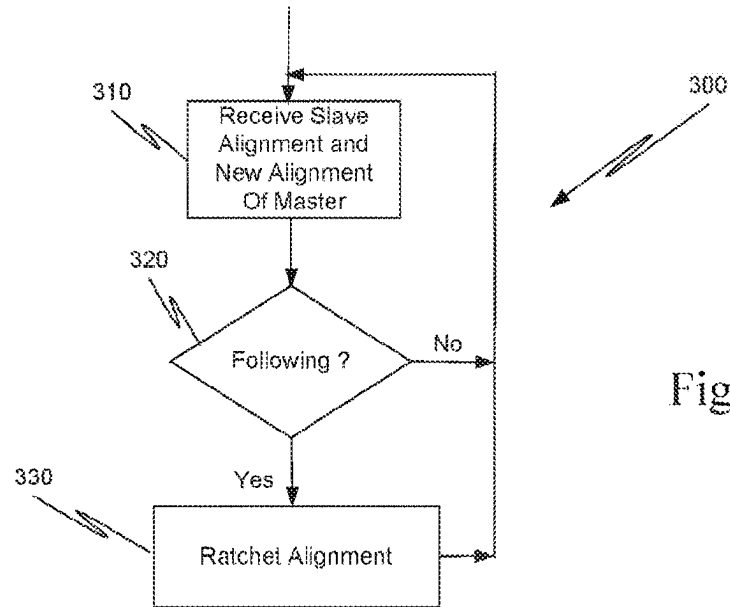 310
300
Receive Slave
Alignment and
New Alignment
Of Master
320
Following ?
No
Fig
Yes
330
Ratchet Alignment